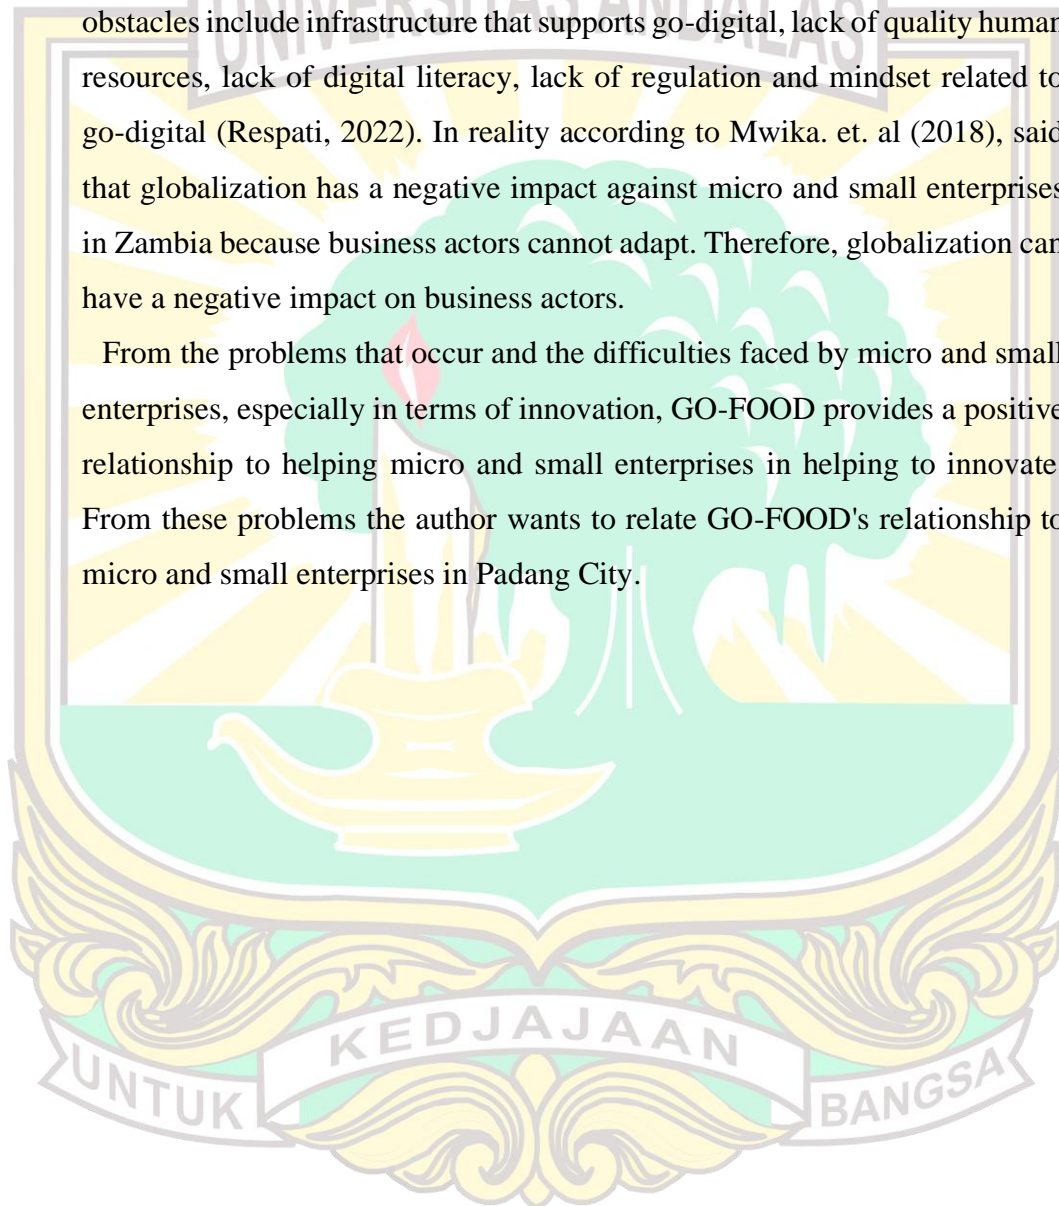 UNIVERSITAS ANDALAS
obstacles include infrastructure that supports go-digital, lack of quality human
resources, lack of digital literacy, lack of regulation and mindset related to
go-digital (Respati, 2022). In reality according to Mwika. et. al (2018), said
that globalization has a negative impact against micro and small enterprises
in Zambia because business actors cannot adapt. Therefore, globalization can
have a negative impact on business actors.
From the problems that occur and the difficulties faced by micro and small
enterprises, especially in terms of innovation, GO-FOOD provides a positive
relationship to helping micro and small enterprises in helping to innovate.
From these problems the author wants to relate GO-FOOD's relationship to
micro and small enterprises in Padang City.
UNTUK KEDJAJAAN BANGSA